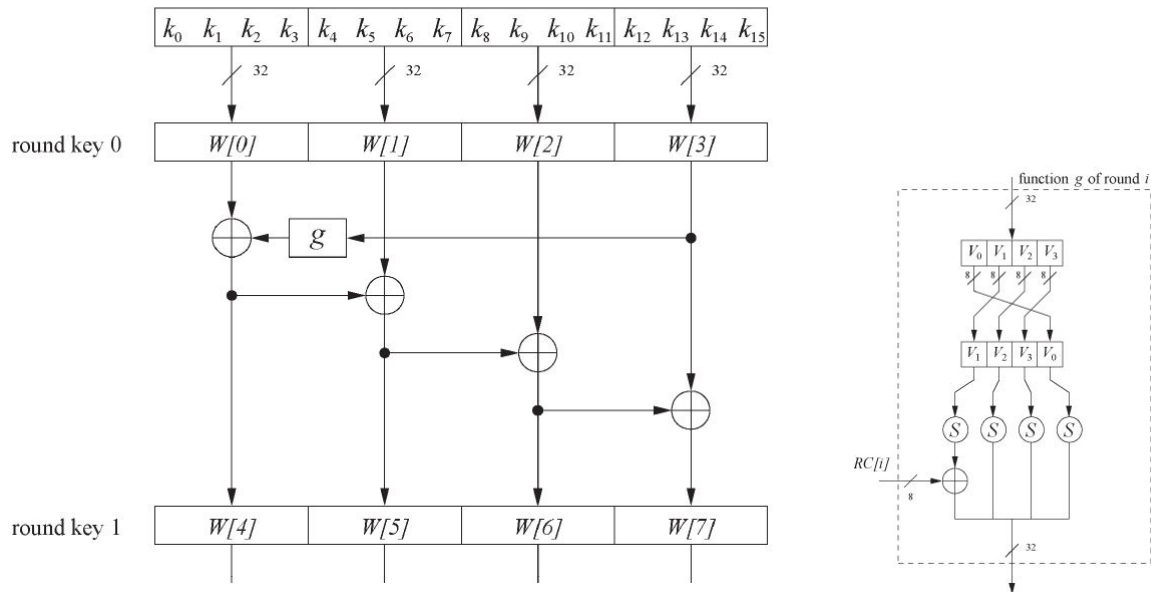 k₀ k₁ k₂ k₃ k₄ k₅ k₆ k₇ k₈ k₉ k₁₀ k₁₁ k₁₂ k₁₃ k₁₄ k₁₅
32 32 32 32
round key 0 W[0] W[1] W[2] W[3]
g
round key 1 W[4] W[5] W[6] W[7]
function g of round i
32
V₀ V₁ V₂ V₃
8 8 8 8
V₁ V₂ V₃ V₀
S S S S
RC[i]
8
32